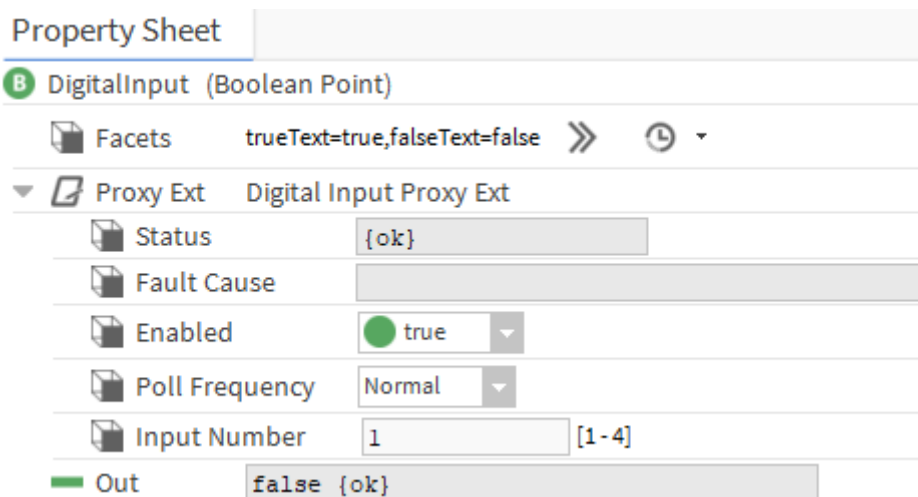 Property Sheet
B DigitalInput (Boolean Point)
Facets trueText=true,falseText=false
Proxy Ext Digital Input Proxy Ext
Status {ok}
Fault Cause
Enabled true
Poll Frequency Normal
Input Number 1 [1-4]
Out false {ok}